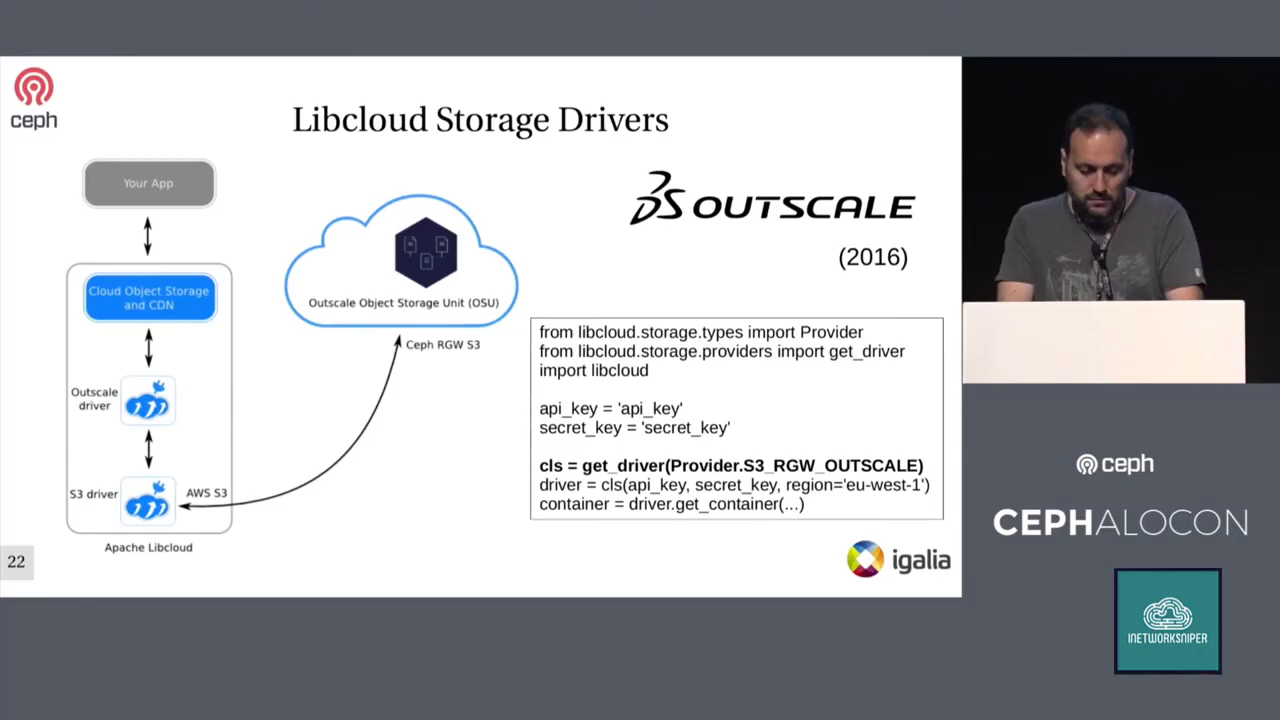 ceph
Libcloud Storage Drivers
Your App
Cloud Object Storage
and CDN
Outscale
driver
S3 driver
AWS S3
Apache Libcloud
Outscale Object Storage Unit (OSU)
Ceph RGW S3
3DS OUTSCALE
(2016)
from libcloud.storage.types import Provider
from libcloud.storage.providers import get_driver
import libcloud
api_key = 'api_key'
secret_key = 'secret_key'
cls = get_driver(Provider.S3_RGW_OUTSCALE)
driver = cls(api_key, secret_key, region='eu-west-1')
container = driver.get_container(...)
22
igalia
ceph
CEPHALOCON
INETWORKSNIPER